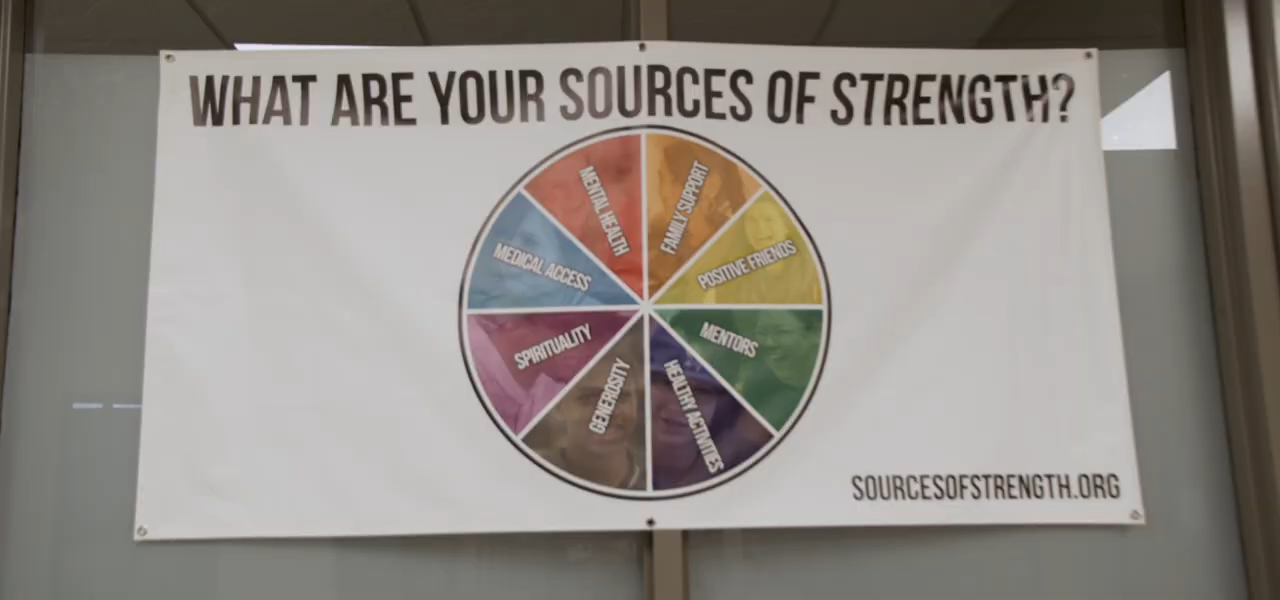 WHAT ARE YOUR SOURCES OF STRENGTH?
MENTAL HEALTH
FAMILY SUPPORT
MEDICAL ACCESS
POSITIVE FRIENDS
SPIRITUALITY
MENTORS
GENEROSITY
HEALTHY ACTIVITIES
SOURCESOFSTRENGTH.ORG